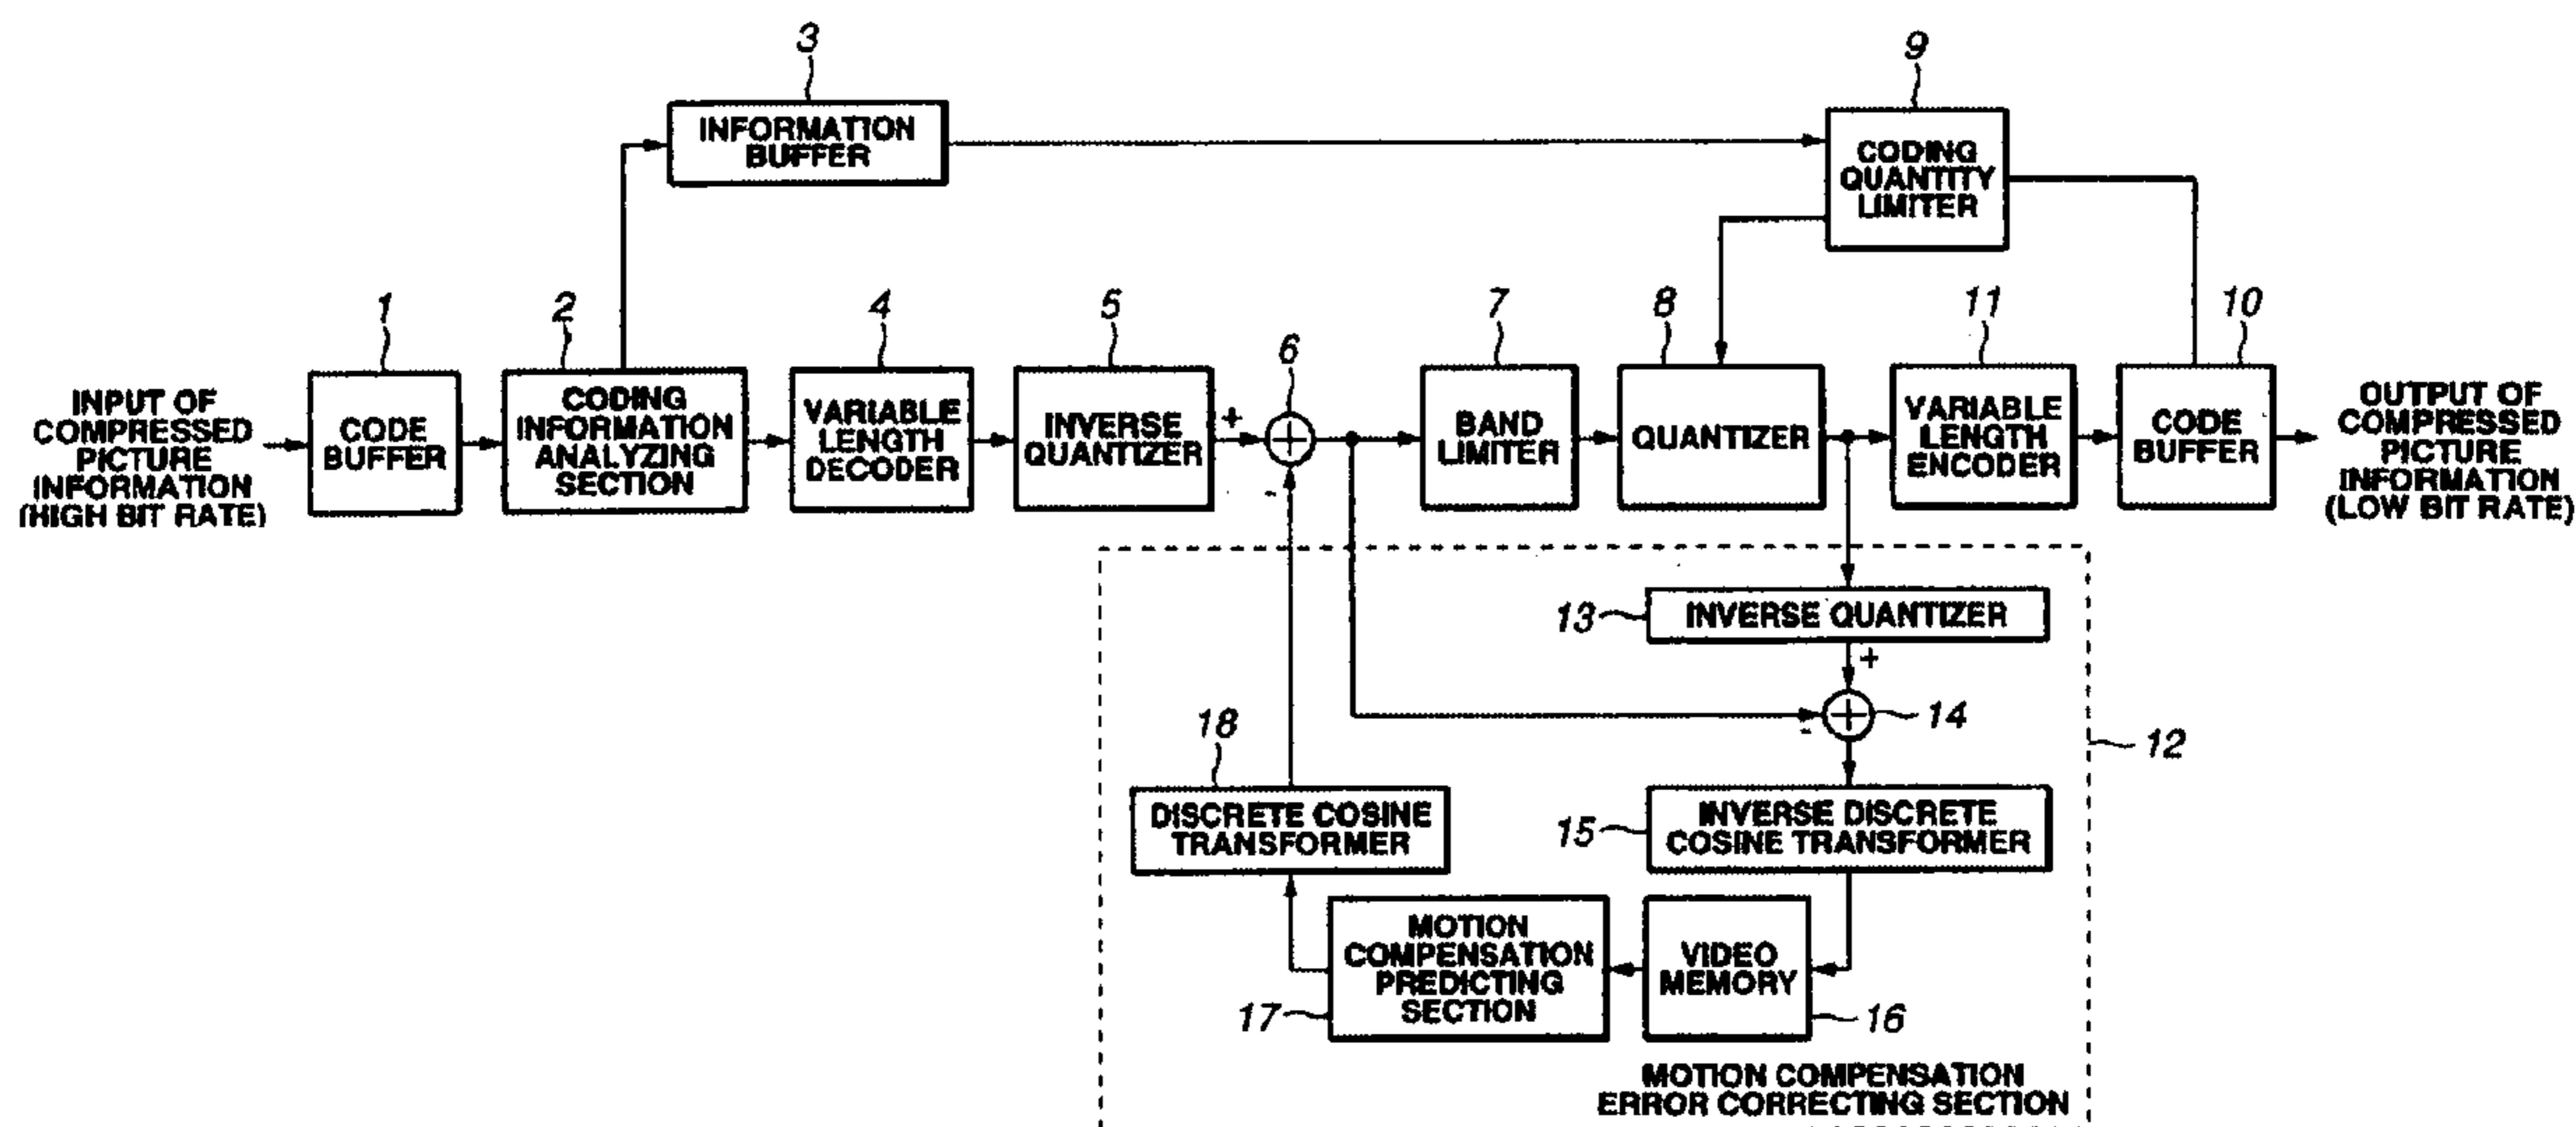 3
9
INFORMATION
BUFFER
CODING
QUANTITY
LIMITER
1
2
4
5
6
7
8
11
10
INPUT OF
COMPRESSED
PICTURE
INFORMATION
(HIGH BIT RATE)
CODE
BUFFER
CODING
INFORMATION
ANALYZING
SECTION
VARIABLE
LENGTH
DECODER
INVERSE
QUANTIZER
+
-
BAND
LIMITER
QUANTIZER
VARIABLE
LENGTH
ENCODER
CODE
BUFFER
OUTPUT OF
COMPRESSED
PICTURE
INFORMATION
(LOW BIT RATE)
13
INVERSE QUANTIZER
+
-
14
12
18
DISCRETE COSINE
TRANSFORMER
15
INVERSE DISCRETE
COSINE TRANSFORMER
17
MOTION
COMPENSATION
PREDICTING
SECTION
VIDEO
MEMORY
16
MOTION COMPENSATION
ERROR CORRECTING SECTION